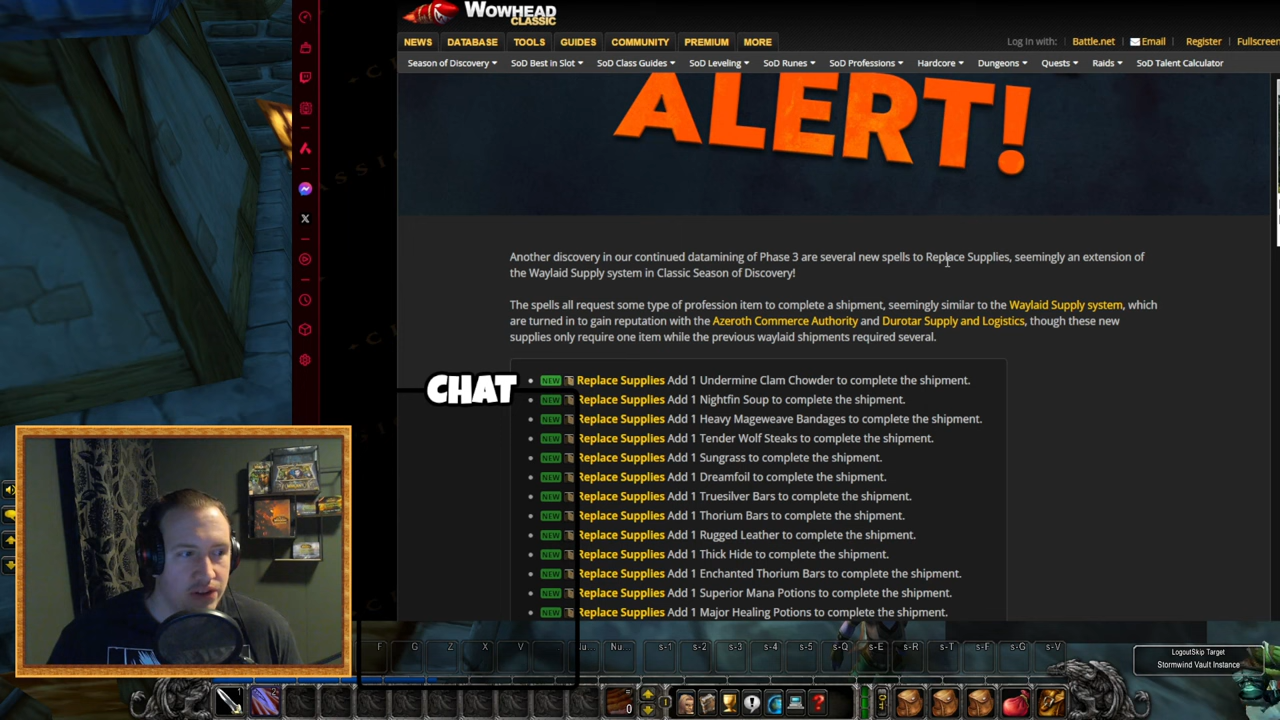 WOWHEAD
CLASSIC
NEWS DATABASE TOOLS GUIDES COMMUNITY PREMIUM MORE
Log In with: Battle.net Email Register Fullscreen
Season of Discovery SoD Best in Slot SoD Class Guides SoD Leveling SoD Runes SoD Professions Hardcore Dungeons Quests Raids SoD Talent Calculator
ALERT!
Another discovery in our continued datamining of Phase 3 are several new spells to Replace Supplies, seemingly an extension of
the Waylaid Supply system in Classic Season of Discovery!
The spells all request some type of profession item to complete a shipment, seemingly similar to the Waylaid Supply system, which
are turned in to gain reputation with the Azeroth Commerce Authority and Durotar Supply and Logistics, though these new
supplies only require one item while the previous waylaid shipments required several.
CHAT
NEW Replace Supplies Add 1 Undermine Clam Chowder to complete the shipment.
NEW Replace Supplies Add 1 Nightfin Soup to complete the shipment.
NEW Replace Supplies Add 1 Heavy Mageweave Bandages to complete the shipment.
NEW Replace Supplies Add 1 Tender Wolf Steaks to complete the shipment.
NEW Replace Supplies Add 1 Sungrass to complete the shipment.
NEW Replace Supplies Add 1 Dreamfoil to complete the shipment.
NEW Replace Supplies Add 1 Truesilver Bars to complete the shipment.
NEW Replace Supplies Add 1 Thorium Bars to complete the shipment.
NEW Replace Supplies Add 1 Rugged Leather to complete the shipment.
NEW Replace Supplies Add 1 Thick Hide to complete the shipment.
NEW Replace Supplies Add 1 Enchanted Thorium Bars to complete the shipment.
NEW Replace Supplies Add 1 Superior Mana Potions to complete the shipment.
NEW Replace Supplies Add 1 Major Healing Potions to complete the shipment.
F G Z X V Nu... Nu... s-1 s-2 s-3 s-4 s-5 s-Q s-E s-R s-T s-F s-G s-V
LogoutSkip Target
Stormwind Vault Instance